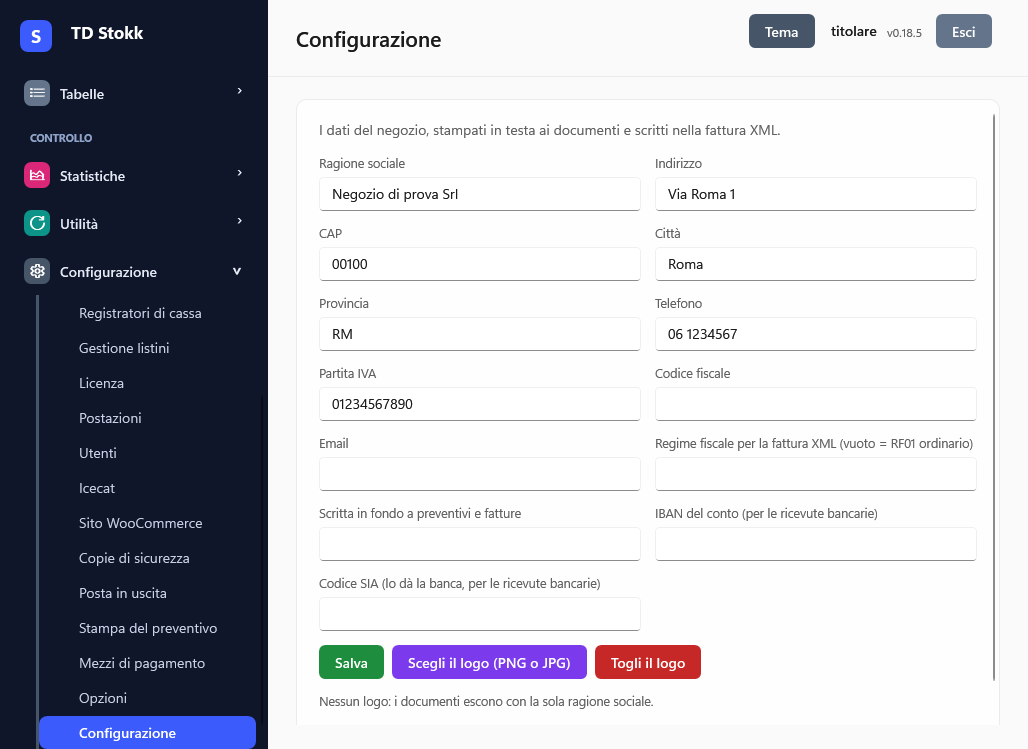 S
TD Stokk
Configurazione
Tema
titolare
v0.18.5
Esci
Tabelle
CONTROLLO
Statistiche
Utilità
Configurazione
Registratori di cassa
Gestione listini
Licenza
Postazioni
Utenti
Icecat
Sito WooCommerce
Copie di sicurezza
Posta in uscita
Stampa del preventivo
Mezzi di pagamento
Opzioni
Configurazione
I dati del negozio, stampati in testa ai documenti e scritti nella fattura XML.
Ragione sociale
Negozio di prova Srl
Indirizzo
Via Roma 1
CAP
00100
Città
Roma
Provincia
RM
Telefono
06 1234567
Partita IVA
01234567890
Codice fiscale
Email
Regime fiscale per la fattura XML (vuoto = RF01 ordinario)
Scritta in fondo a preventivi e fatture
IBAN del conto (per le ricevute bancarie)
Codice SIA (lo dà la banca, per le ricevute bancarie)
Salva
Scegli il logo (PNG o JPG)
Togli il logo
Nessun logo: i documenti escono con la sola ragione sociale.